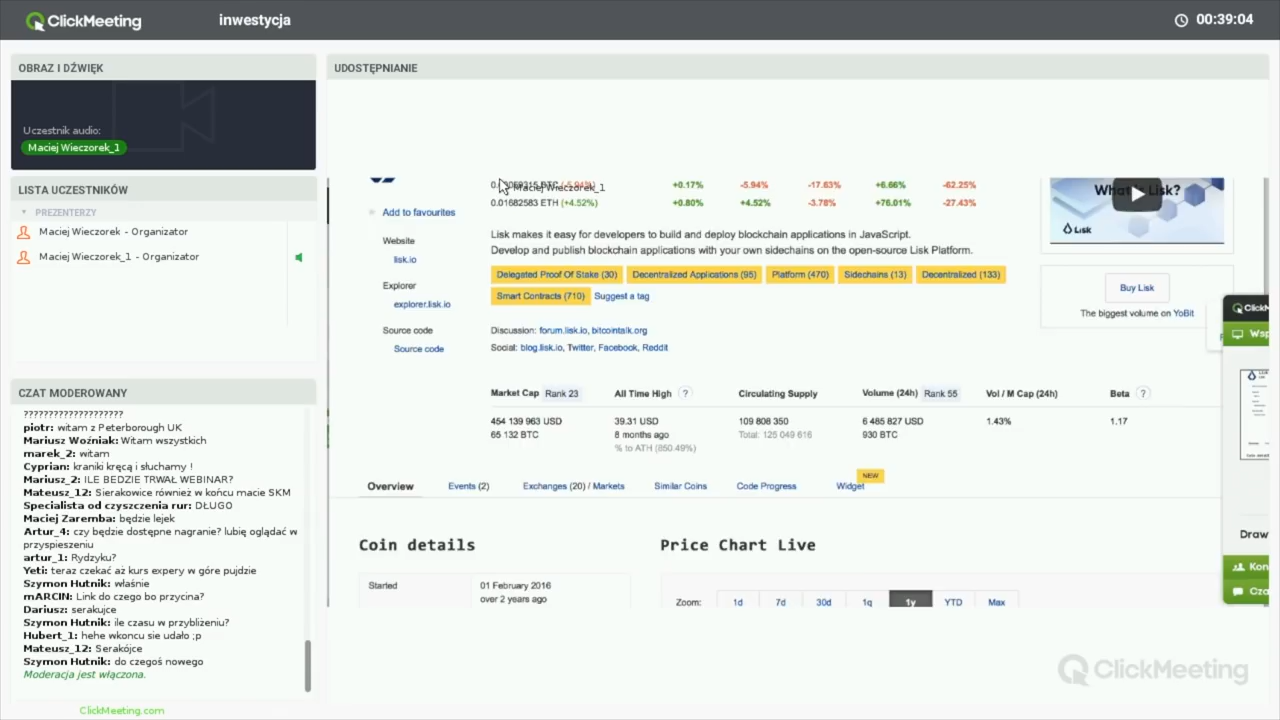 ClickMeeting
inwestycja
00:39:04
OBRAZ I DŹWIĘK
Uczestnik audio:
Maciej Wieczorek_1
LISTA UCZESTNIKÓW
PREZENTERZY
Maciej Wieczorek - Organizator
Maciej Wieczorek_1 - Organizator
CZAT MODEROWANY
????????????????????
piotr: witam z Peterborough UK
Mariusz Woźniak: Witam wszystkich
marek_2: witam
Cyprian: kraniki kręcą i słuchamy !
Mariusz_2: ILE BEDZIE TRWAŁ WEBINAR?
Mateusz_12: Sierakowice również w końcu macie SKM
Specialista od czyszczenia rur: DŁUGO
Maciej Zaremba: będzie lejek
Artur_4: czy będzie dostępne nagranie? lubię oglądać w
przyspieszeniu
artur_1: Rydzyku?
Yeti: teraz czekać aż kurs expery w góre pujdzie
Szymon Hutnik: właśnie
mARCIN: Link do czego bo przycina?
Dariusz: serakujce
Szymon Hutnik: ile czasu w przybliżeniu?
Hubert_1: hehe wkoncu sie udało ;p
Mateusz_12: Serakójce
Szymon Hutnik: do czegoś nowego
Moderacja jest włączona.
ClickMeeting.com
UDOSTĘPNIANIE
Maciej Wieczorek_1
+0.17% -5.94% -17.63% +6.66% -62.25%
0.01682583 ETH (+4.52%) +0.80% +4.52% -3.78% +76.01% -27.43%
Add to favourites
Website
lisk.io
Explorer
explorer.lisk.io
Source code
Source code
Lisk makes it easy for developers to build and deploy blockchain applications in JavaScript.
Develop and publish blockchain applications with your own sidechains on the open-source Lisk Platform.
Delegated Proof Of Stake (30) Decentralized Applications (95) Platform (470) Sidechains (13) Decentralized (133)
Smart Contracts (710) Suggest a tag
Discussion: forum.lisk.io, bitcointalk.org
Social: blog.lisk.io, Twitter, Facebook, Reddit
What is Lisk?
Lisk
Buy Lisk
The biggest volume on YoBit
Market Cap Rank 23 All Time High ? Circulating Supply Volume (24h) Rank 55 Vol / M Cap (24h) Beta ?
454 139 963 USD 39.31 USD 109 808 350 6 485 827 USD 1.43% 1.17
65 132 BTC 8 months ago Total: 125 049 616 930 BTC
% to ATH (850.49%)
NEW
Overview Events (2) Exchanges (20) / Markets Similar Coins Code Progress Widget
Coin details
Price Chart Live
Started 01 February 2016
over 2 years ago
Zoom: 1d 7d 30d 1q 1y YTD Max
ClickM
Wsp
Draw
Kon
Cza
ClickMeeting